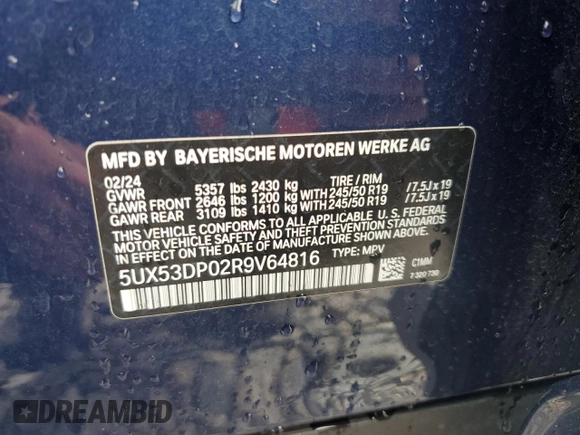 MFD BY BAYERISCHE MOTOREN WERKE AG
02/24
GVWR 5357 lbs 2430 kg TIRE / RIM
GAWR FRONT 2646 lbs 1200 kg WITH 245/50 R19 / 7.5J x 19
GAWR REAR 3109 lbs 1410 kg WITH 245/50 R19 / 7.5J x 19
THIS VEHICLE CONFORMS TO ALL APPLICABLE U. S. FEDERAL
MOTOR VEHICLE SAFETY AND THEFT PREVENTION STANDARDS
IN EFFECT ON THE DATE OF MANUFACTURE SHOWN ABOVE.
5UX53DP02R9V64816 TYPE: MPV
C1MM
7 320 730
DREAMBID